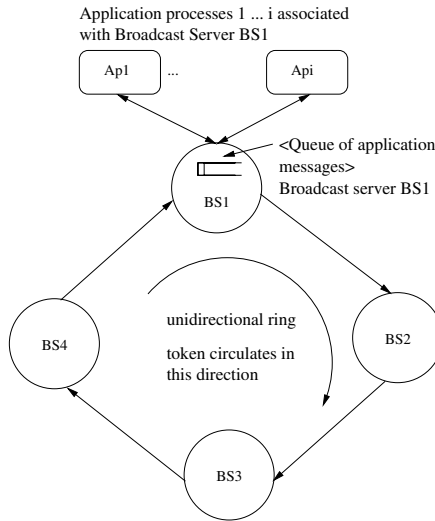 Application processes 1 ... i associated
with Broadcast Server BS1
Ap1 ... Api
<Queue of application
messages>
Broadcast server BS1
BS1
BS2
BS4
unidirectional ring
token circulates in
this direction
BS3